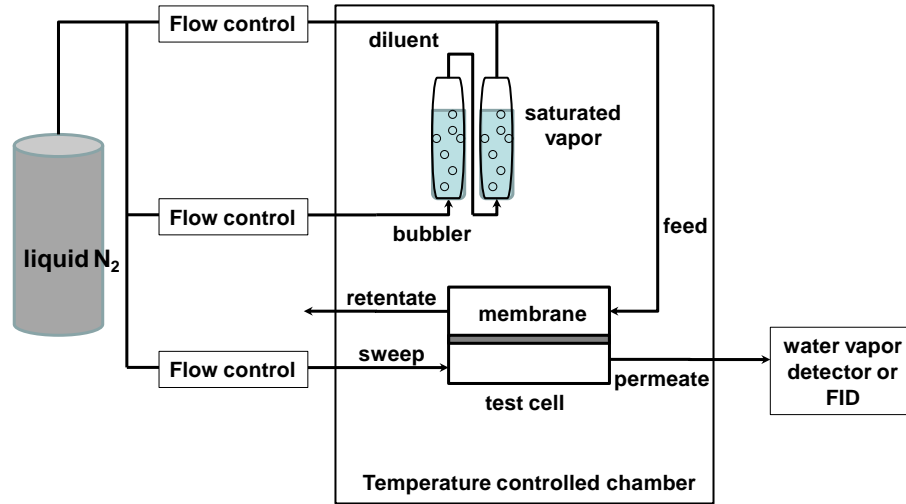 Flow control
diluent
saturated
vapor
Flow control
bubbler
feed
liquid N₂
retentate
membrane
Flow control
sweep
permeate
water vapor
detector or
FID
test cell
Temperature controlled chamber